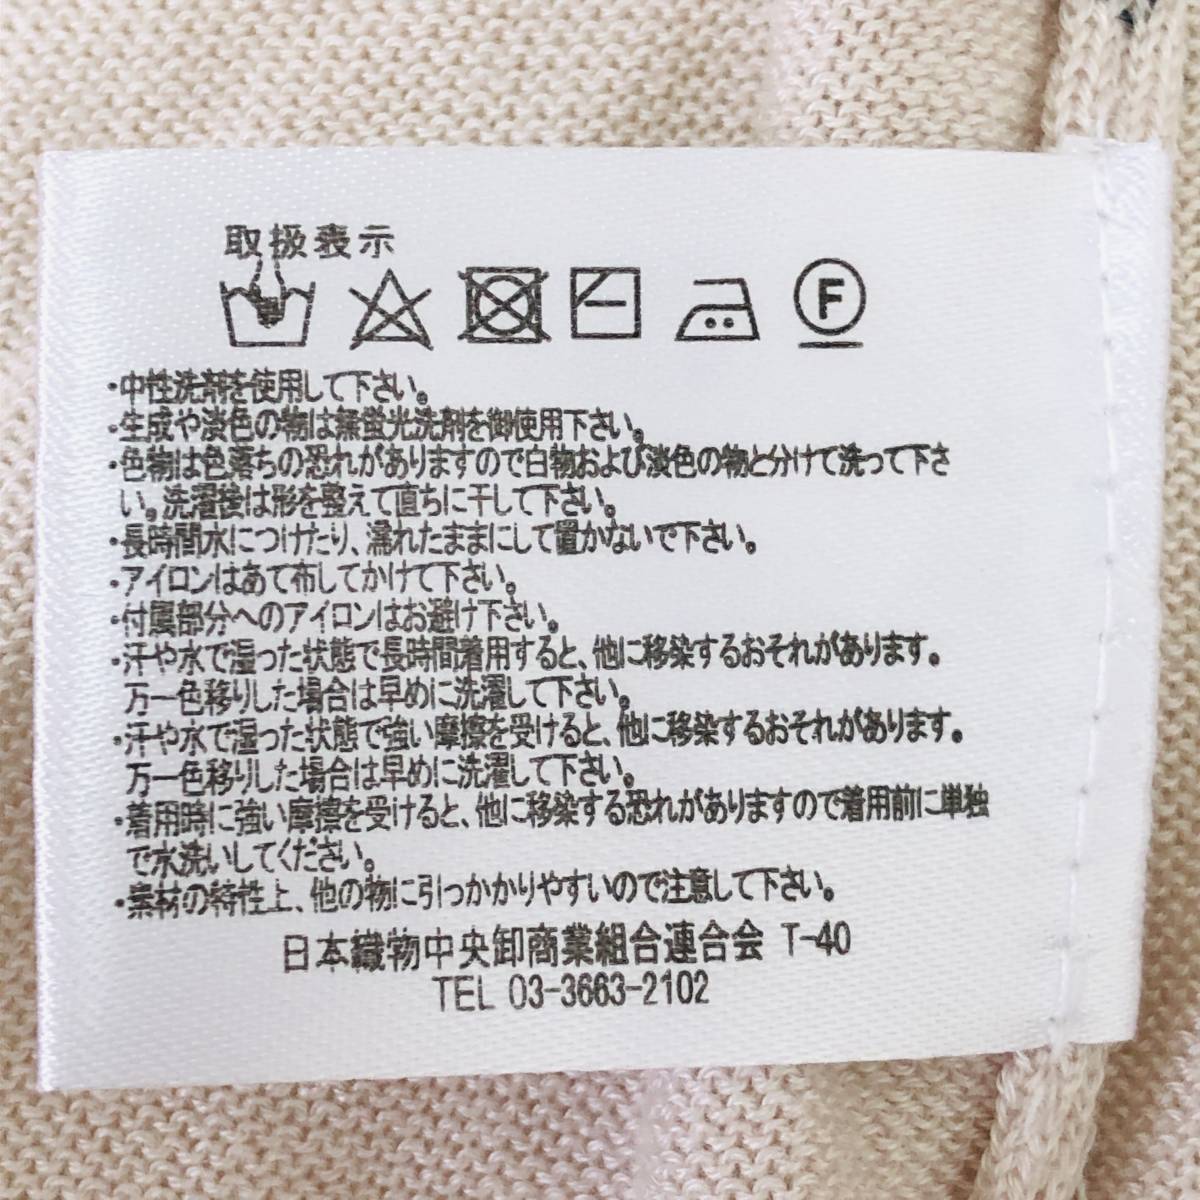 取扱表示
F
・中性洗剤を使用して下さい。
・生成や淡色の物は無蛍光洗剤を御使用下さい。
・色物は色落ちの恐れがありますので白物および淡色の物と分けて洗って下さ
い。洗濯後は形を整えて直ちに干して下さい。
・長時間水につけたり、濡れたままにして置かないで下さい。
・アイロンはあて布してかけて下さい。
・付属部分へのアイロンはお避け下さい。
・汗や水で湿った状態で長時間着用すると、他に移染するおそれがあります。
万一色移りした場合は早めに洗濯して下さい。
・汗や水で湿った状態で強い摩擦を受けると、他に移染するおそれがあります。
万一色移りした場合は早めに洗濯して下さい。
・着用時に強い摩擦を受けると、他に移染する恐れがありますので着用前に単独
で水洗いしてください。
・素材の特性上、他の物に引っかかりやすいので注意して下さい。
日本織物中央卸商業組合連合会 T-40
TEL 03-3663-2102